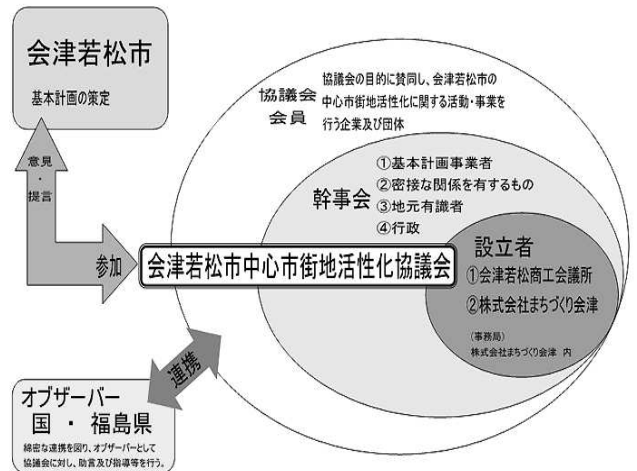 会津若松市
基本計画の策定
意見
・
提言
参加
協議会
会員
協議会の目的に賛同し、会津若松市の
中心市街地活性化に関する活動・事業を
行う企業及び団体
幹事会
①基本計画事業者
②密接な関係を有するもの
③地元有識者
④行政
会津若松市中心市街地活性化協議会
設立者
①会津若松商工会議所
②株式会社まちづくり会津
(事務局)
株式会社まちづくり会津 内
連携
オブザーバー
国 ・ 福島県
綿密な連携を図り、オブザーバーとして
協議会に対し、助言及び指導等を行う。